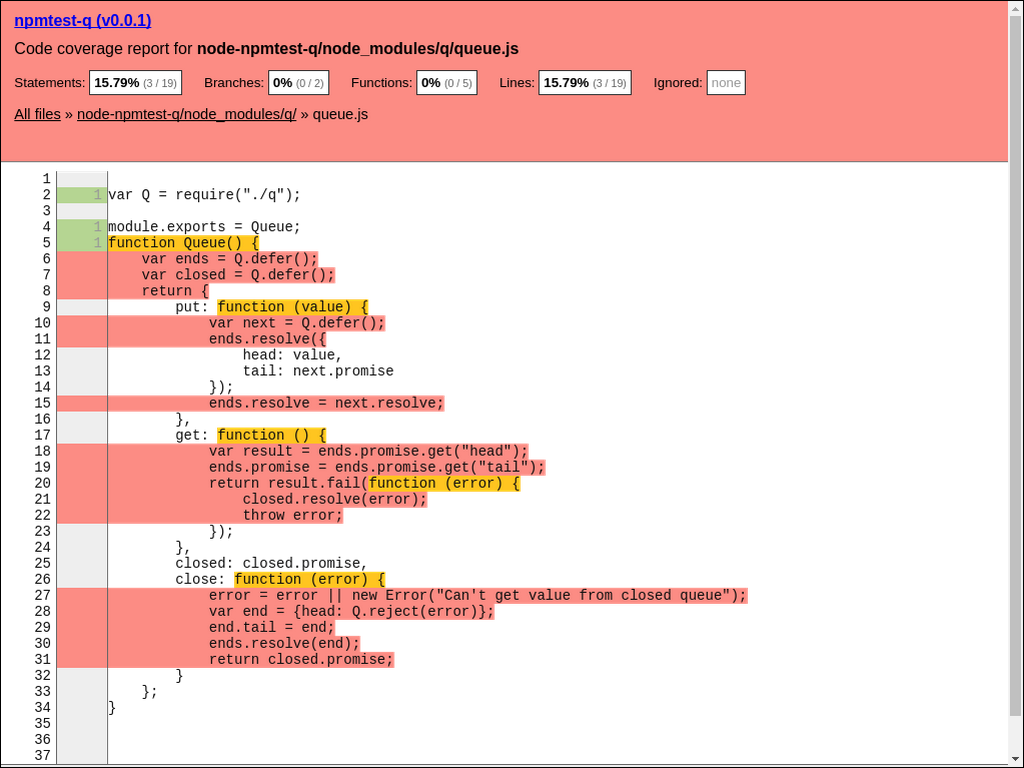 npmtest-q (v0.0.1)
Code coverage report for node-npmtest-q/node_modules/q/queue.js
Statements: 15.79% (3 / 19) Branches: 0% (0 / 2) Functions: 0% (0 / 5) Lines: 15.79% (3 / 19) Ignored: none
All files » node-npmtest-q/node_modules/q/ » queue.js
1
2 1 var Q = require("./q");
3
4 1 module.exports = Queue;
5 1 function Queue() {
6 var ends = Q.defer();
7 var closed = Q.defer();
8 return {
9 put: function (value) {
10 var next = Q.defer();
11 ends.resolve({
12 head: value,
13 tail: next.promise
14 });
15 ends.resolve = next.resolve;
16 },
17 get: function () {
18 var result = ends.promise.get("head");
19 ends.promise = ends.promise.get("tail");
20 return result.fail(function (error) {
21 closed.resolve(error);
22 throw error;
23 });
24 },
25 closed: closed.promise,
26 close: function (error) {
27 error = error || new Error("Can't get value from closed queue");
28 var end = {head: Q.reject(error)};
29 end.tail = end;
30 ends.resolve(end);
31 return closed.promise;
32 }
33 };
34 }
35
36
37